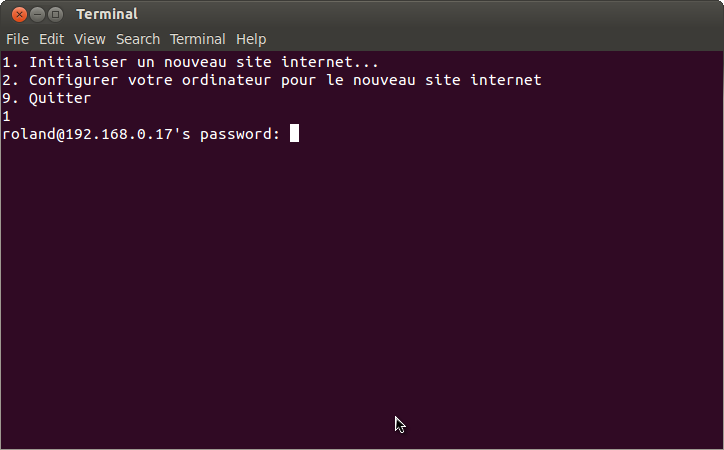 Terminal
File Edit View Search Terminal Help
1. Initialiser un nouveau site internet...
2. Configurer votre ordinateur pour le nouveau site internet
9. Quitter
1
roland@192.168.0.17's password: